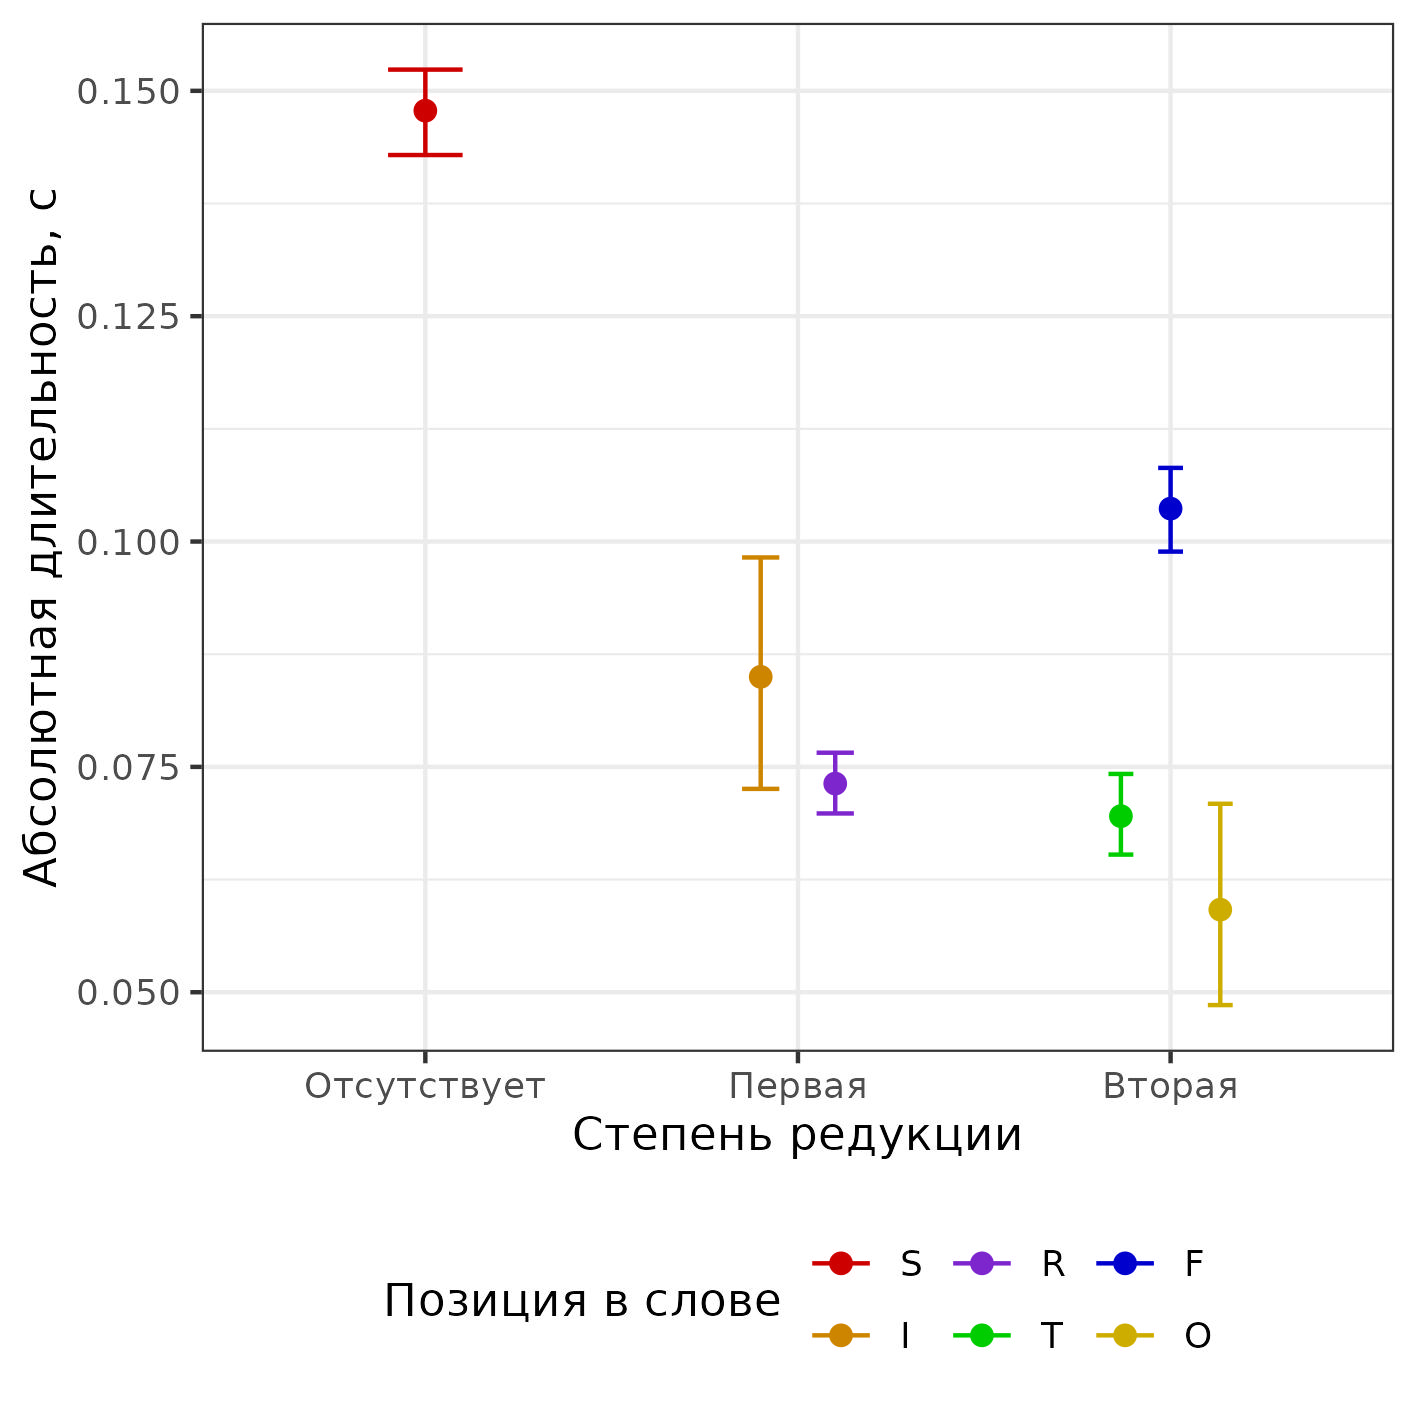 Абсолютная длительность, с
0.150
0.125
0.100
0.075
0.050
Отсутствует Первая Вторая
Степень редукции
Позиция в слове
S R F
I T O